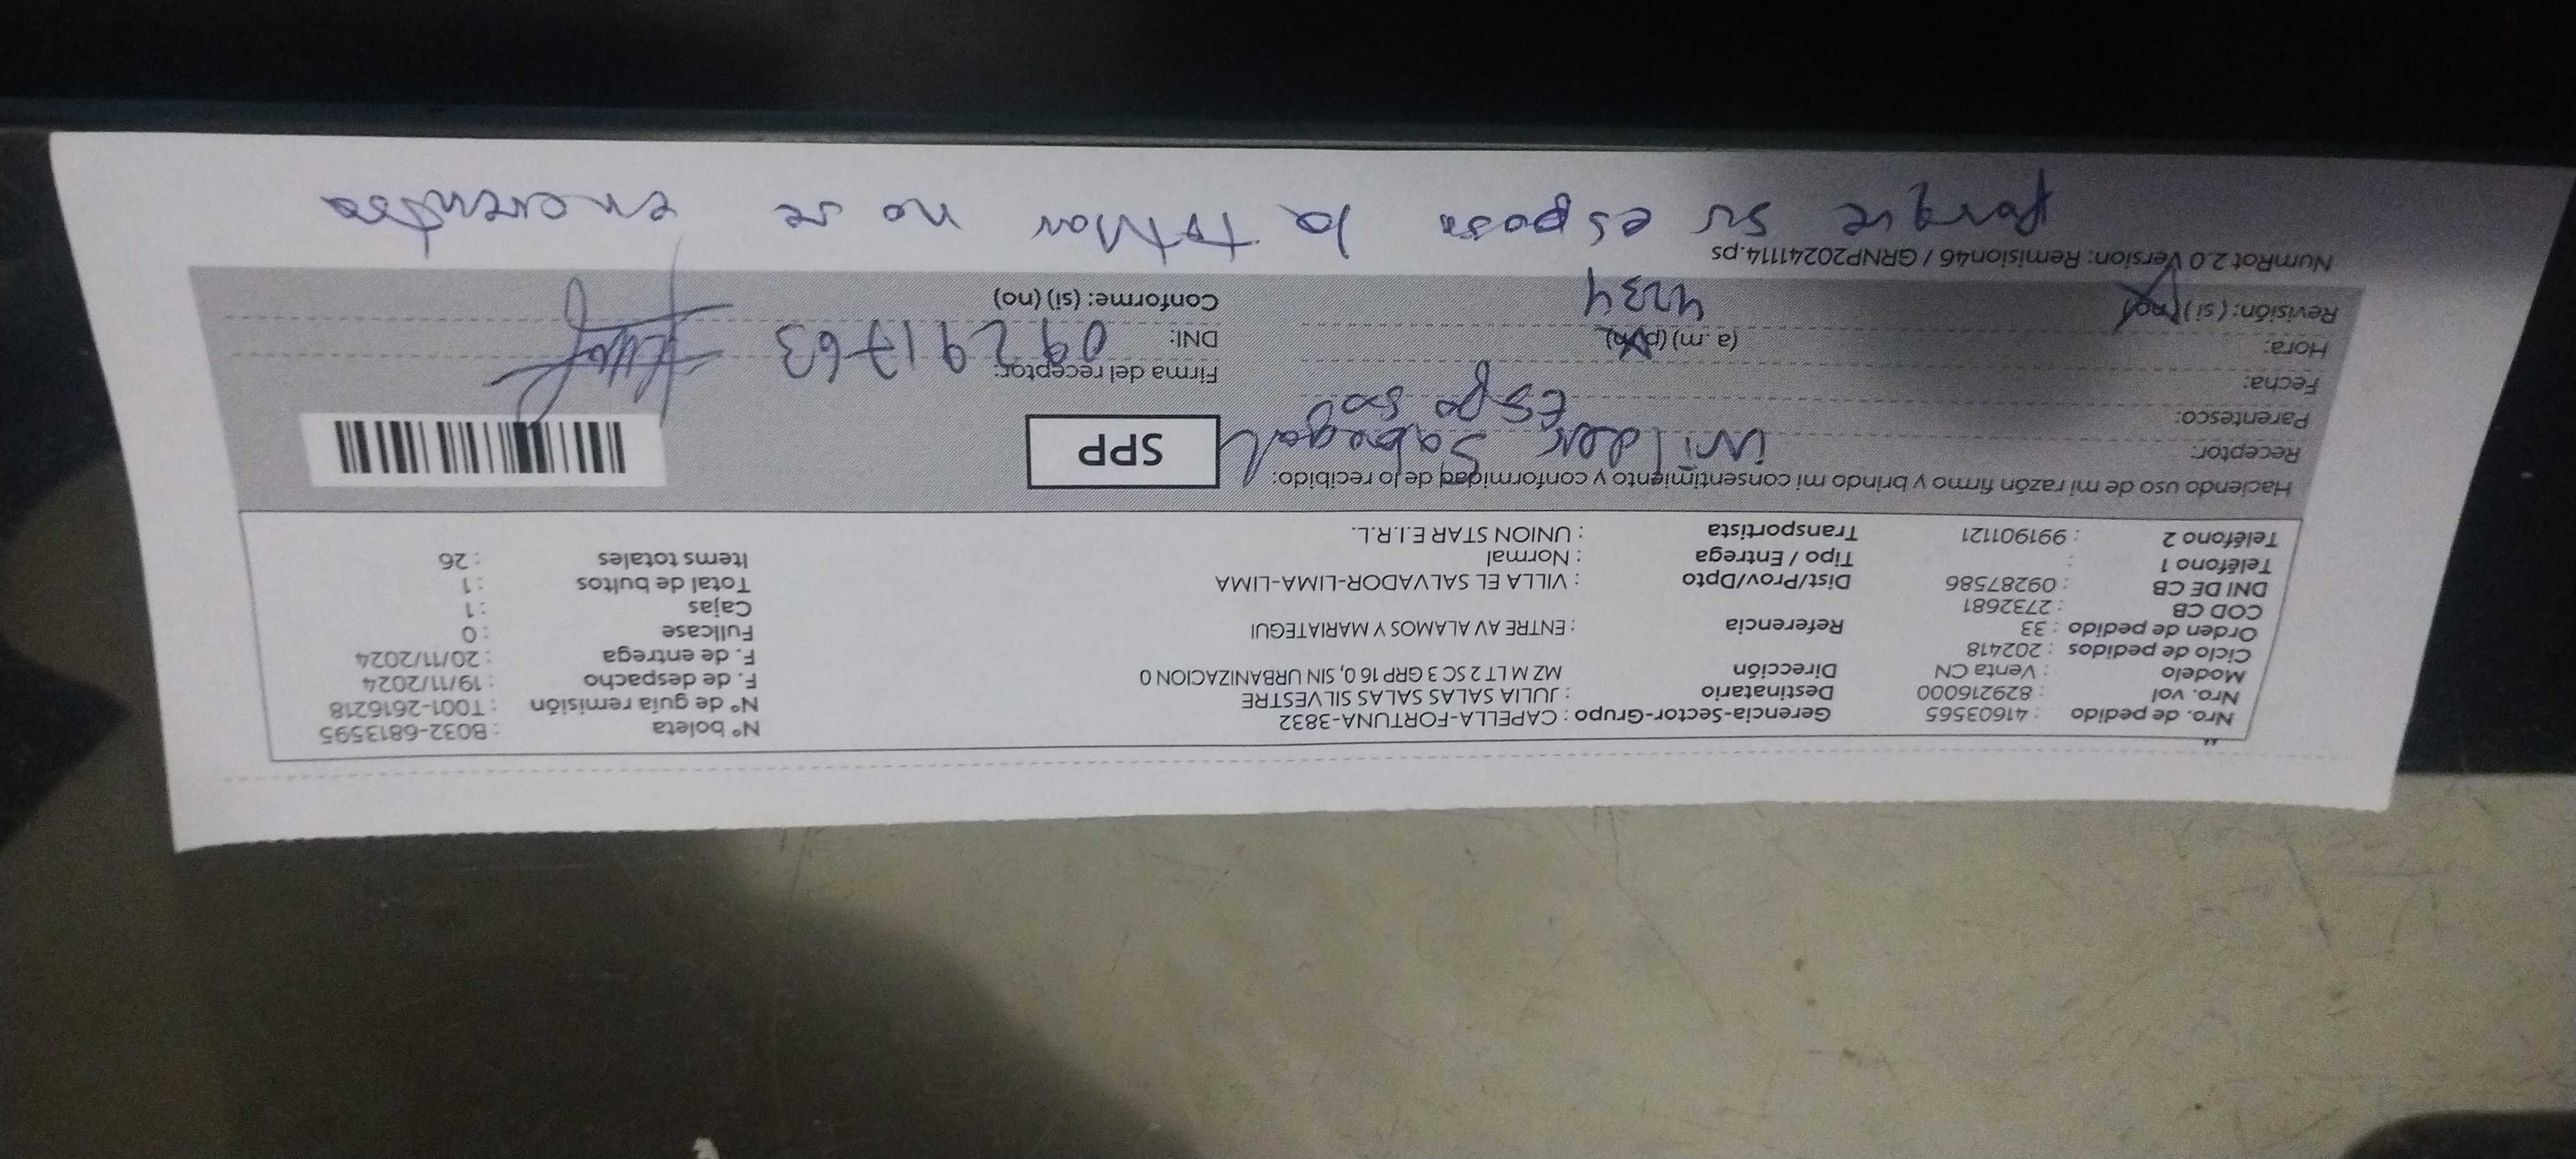 Nro. de pedido : 41603565 Gerencia-Sector-Grupo : CAPELLA-FORTUNA-3832 N° boleta : B032-6813595
Nro. vol : 829216000 Destinatario : JULIA SALAS SALAS SILVESTRE N° de guía remisión : T001-2616218
Modelo : Venta CN Dirección MZ M LT 2 SC 3 GRP 16 0, SIN URBANIZACION 0 F. de despacho : 19/11/2024
Ciclo de pedidos : 202418 F. de entrega : 20/11/2024
Orden de pedido : 33 Referencia : ENTRE AV ALAMOS Y MARIATEGUI Fullcase : 0
COD CB : 2732681 Cajas : 1
DNI DE CB : 09287586 Dist/Prov/Dpto : VILLA EL SALVADOR-LIMA-LIMA Total de bultos : 1
Teléfono 1 : Tipo / Entrega : Normal Items totales : 26
Teléfono 2 : 991901121 Transportista : UNION STAR E.I.R.L.
Haciendo uso de mi razón firmo y brindo mi consentimiento y conformidad de lo recibido:
Receptor: Wilder Sabogal SPP
Parentesco: Esposo
Fecha: Firma del receptor:
Hora: (a.m) (p.m) DNI: 09291763
Revisión: (si) (no) 4234 Conforme: (si) (no)
NumRot 2.0 Version: Remision46 / GRNP20241114.ps
porque su esposa la no se